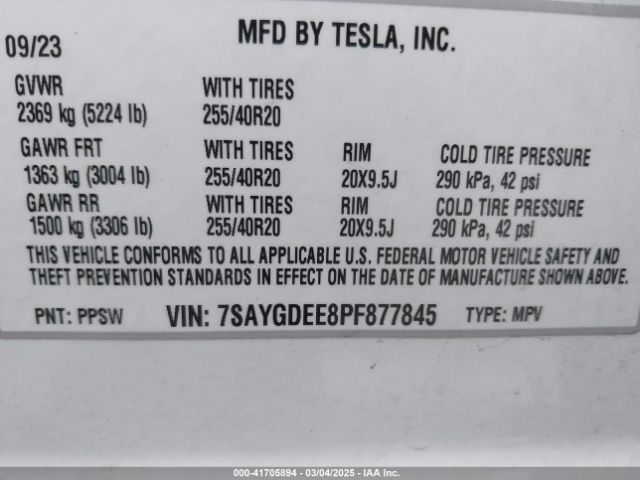 09/23 MFD BY TESLA, INC.
GVWR WITH TIRES
2369 kg (5224 lb) 255/40R20
GAWR FRT WITH TIRES RIM COLD TIRE PRESSURE
1363 kg (3004 lb) 255/40R20 20X9.5J 290 kPa, 42 psi
GAWR RR WITH TIRES RIM COLD TIRE PRESSURE
1500 kg (3306 lb) 255/40R20 20X9.5J 290 kPa, 42 psi
THIS VEHICLE CONFORMS TO ALL APPLICABLE U.S. FEDERAL MOTOR VEHICLE SAFETY AND
THEFT PREVENTION STANDARDS IN EFFECT ON THE DATE OF MANUFACTURE SHOWN ABOVE.
PNT: PPSW VIN: 7SAYGDEE8PF877845 TYPE: MPV
000-41705894 - 03/04/2025 - IAA Inc.